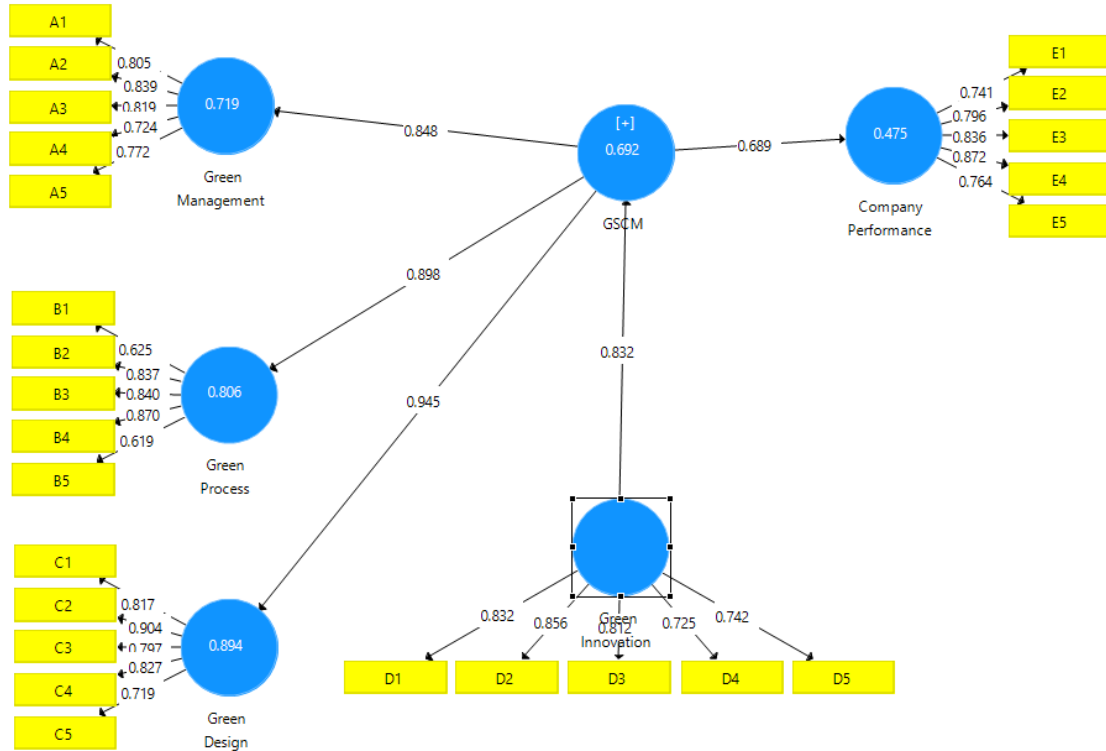 A1
A2
A3
A4
A5
0.805
0.839
0.819
0.724
0.772
0.719
Green
Management
0.848
[+]
0.692
GSCM
0.689
0.475
Company
Performance
0.741
0.796
0.836
0.872
0.764
E1
E2
E3
E4
E5
0.898
B1
B2
B3
B4
B5
0.625
0.837
0.840
0.870
0.619
0.806
Green
Process
0.832
0.945
C1
C2
C3
C4
C5
0.817
0.904
0.797
0.827
0.719
0.894
Green
Design
Green
Innovation
0.832
0.856
0.812
0.725
0.742
D1
D2
D3
D4
D5